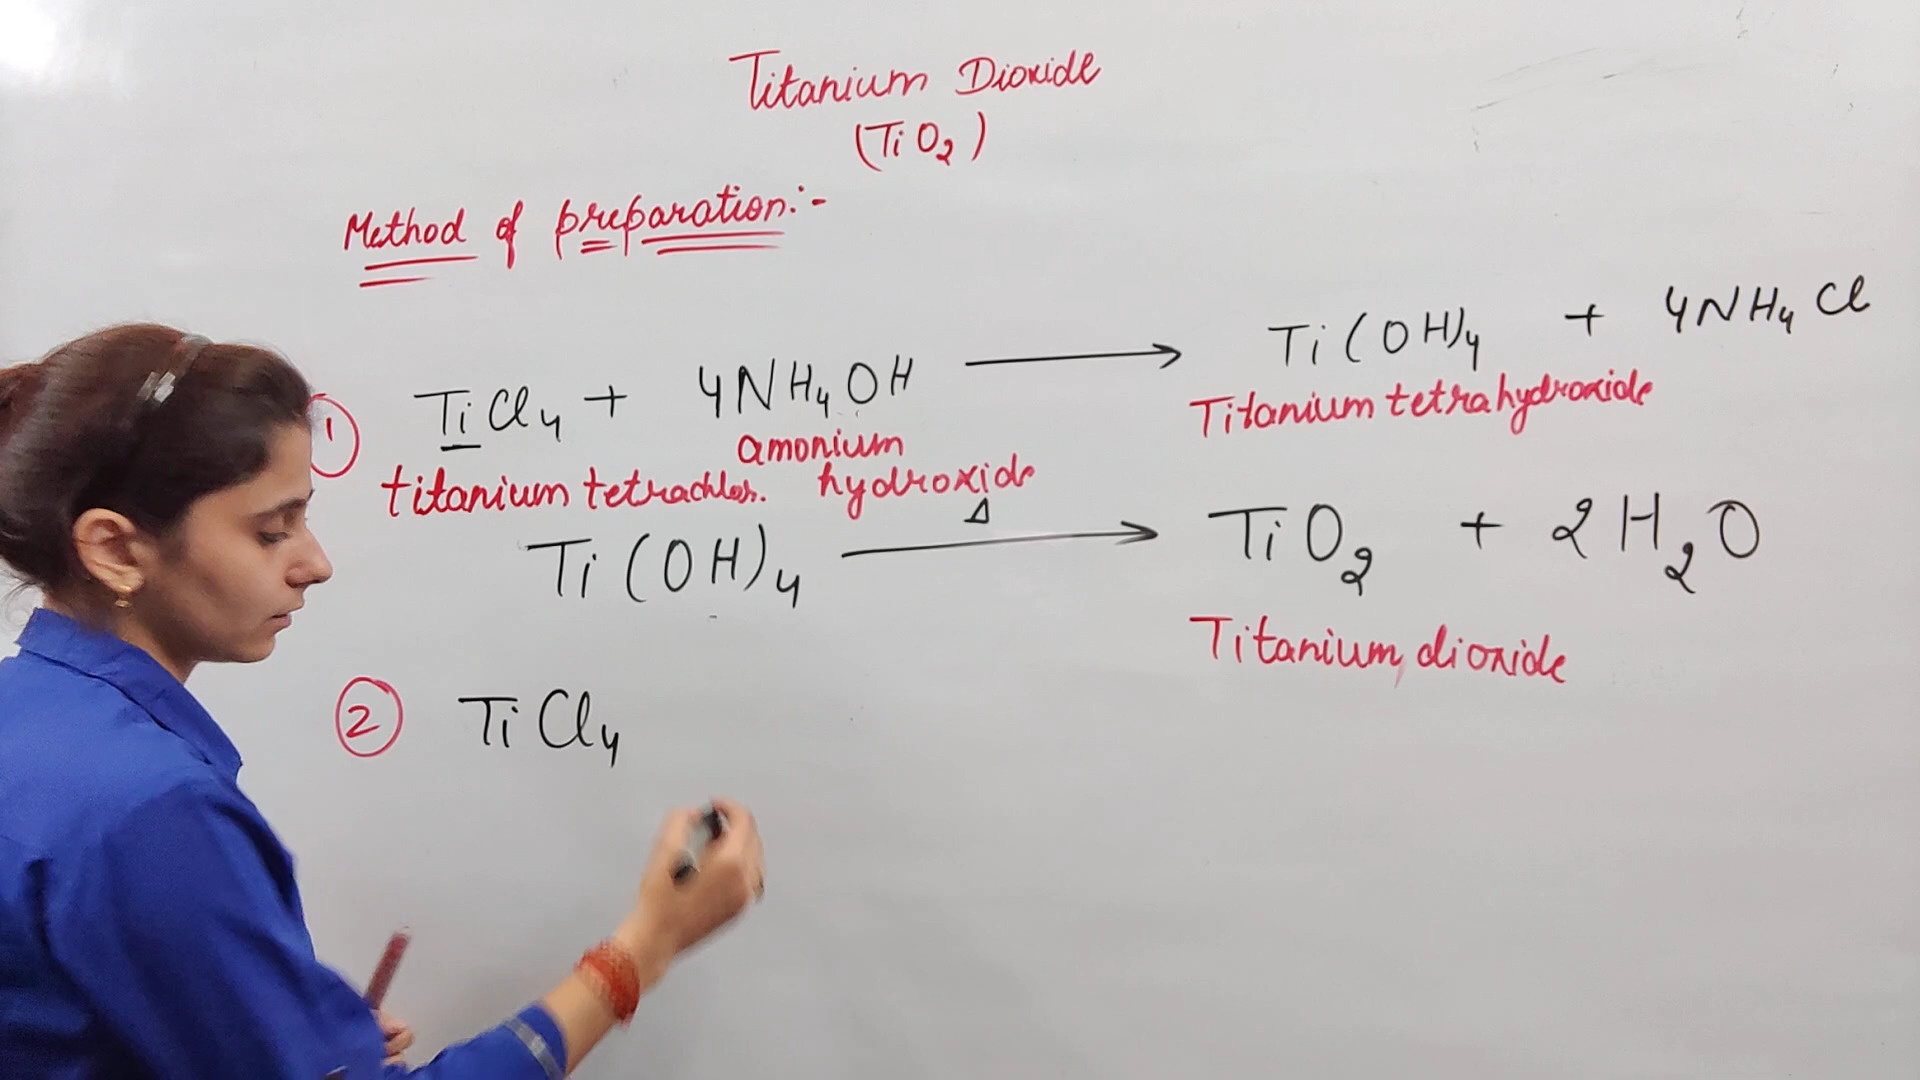 Titanium Dioxide
(TiO₂)
Method of preparation:-
① TiCl₄ + 4NH₄OH ⟶ Ti(OH)₄ + 4NH₄Cl
titanium tetrachlor. amonium hydroxide Titanium tetrahydroxide
Ti(OH)₄ ⟶ Δ TiO₂ + 2H₂O
Titanium dioxide
② TiCl₄